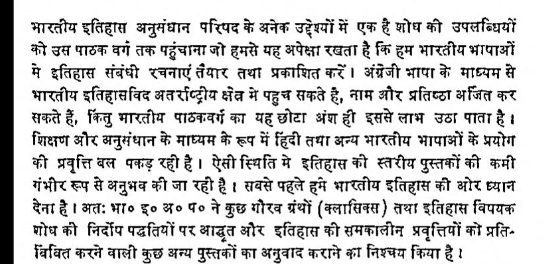 भारतीय इतिहास अनुसंधान परिषद के अनेक उद्देश्यों में एक है शोध की उपलब्धियों
को उस पाठक वर्ग तक पहुंचाना जो हमसे यह अपेक्षा रखता है कि हम भारतीय भाषाओं
मे इतिहास संबंधी रचनाएं तैयार तथा प्रकाशित करें। अंग्रेजी भाषा के माध्यम से
भारतीय इतिहासविद अतर्राष्ट्रीय क्षेत्र मे पहुच सकते है, नाम और प्रतिष्ठा अर्जित कर
सकते हैं, किंतु भारतीय पाठकवर्ग का यह छोटा अंश ही इससे लाभ उठा पाता है।
शिक्षण और अनुसंधान के माध्यम के रूप में हिंदी तथा अन्य भारतीय भाषाओं के प्रयोग
की प्रवृत्ति बल पकड़ रही है। ऐसी स्थिति मे इतिहास की स्तरीय पुस्तकों की कमी
गंभीर रूप से अनुभव की जा रही है। सबसे पहले हमे भारतीय इतिहास की ओर ध्यान
देना है। अतः भा० इ० अ० प० ने कुछ गौरव ग्रंथों (क्लासिक्स) तथा इतिहास विषयक
शोध की निर्दोप पद्धतियों पर आद्धृत और इतिहास की समकालीन प्रवृत्तियों को प्रति-
विबित करने वाली कुछ अन्य पुस्तकों का अनुवाद कराने का निश्चय किया है।